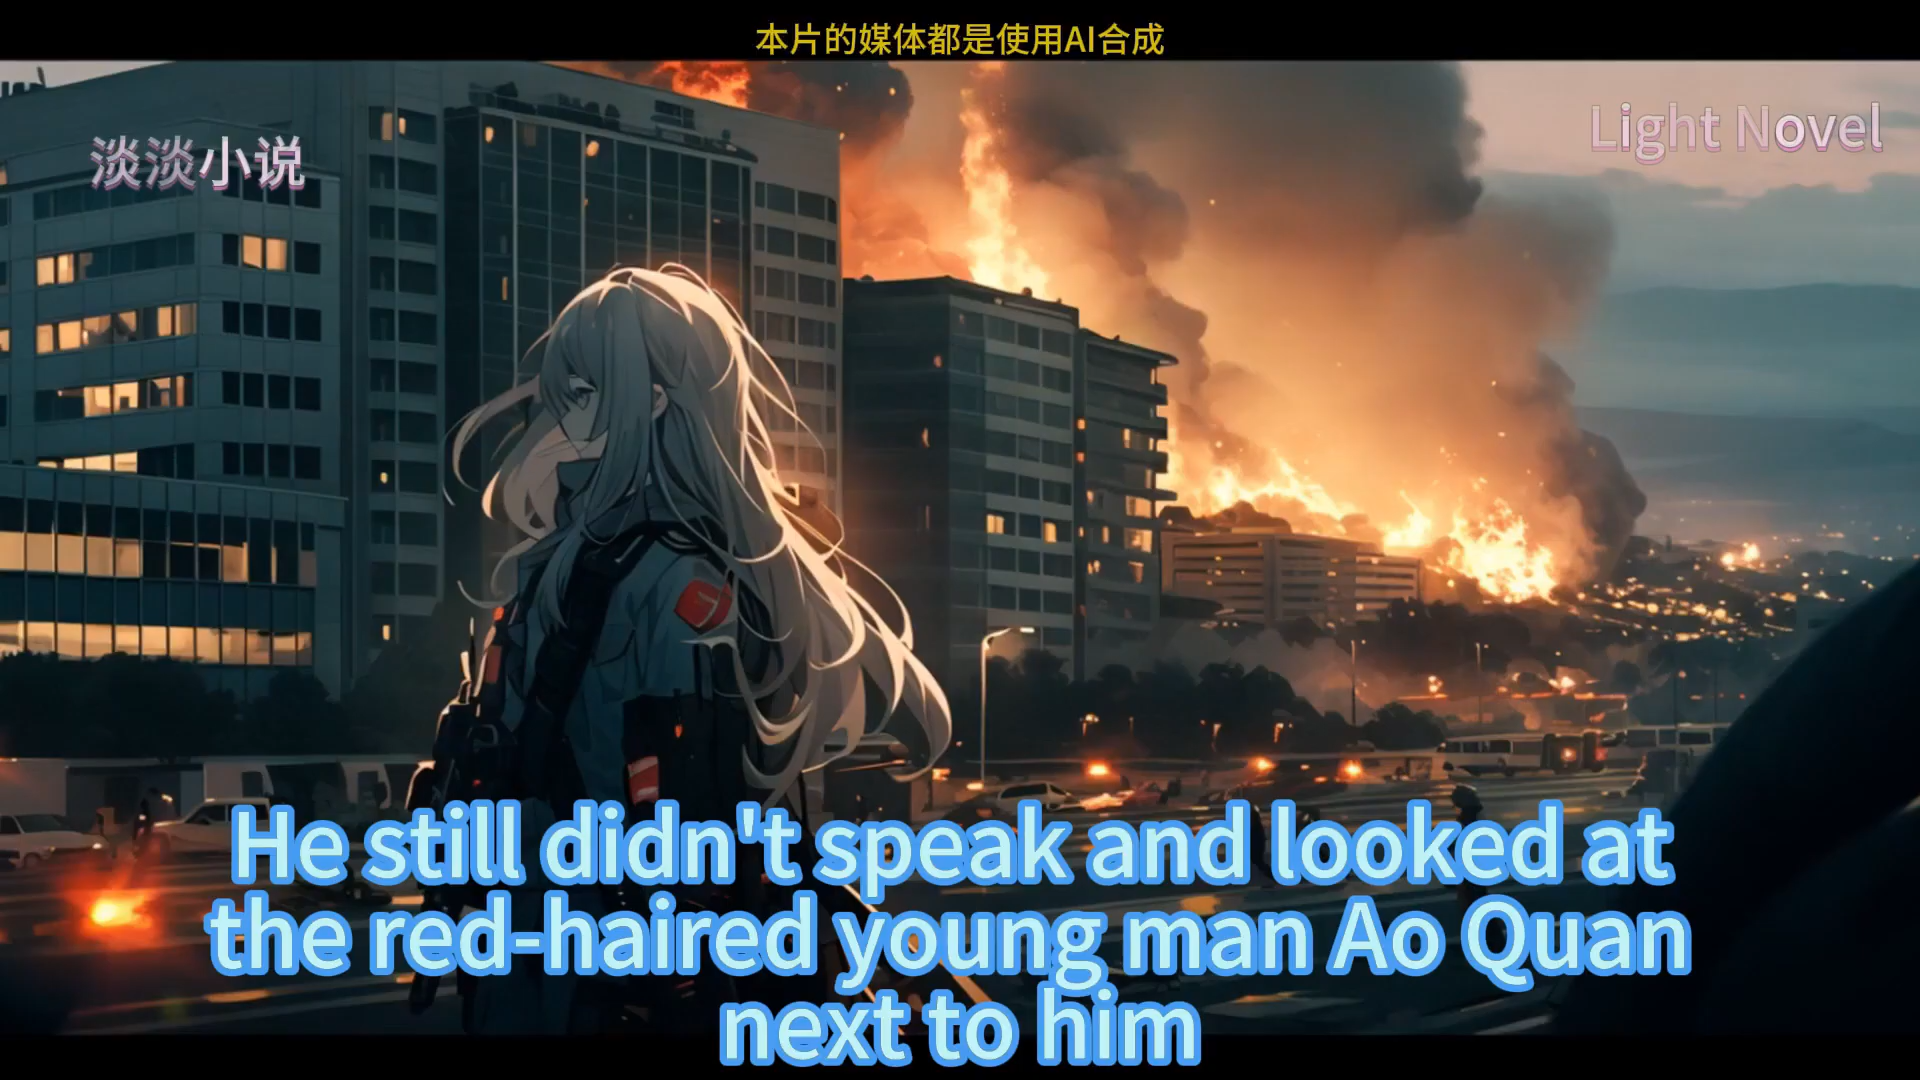 本片的媒体都是使用AI合成
淡淡小说
Light Novel
He still didn't speak and looked at
the red-haired young man Ao Quan
next to him